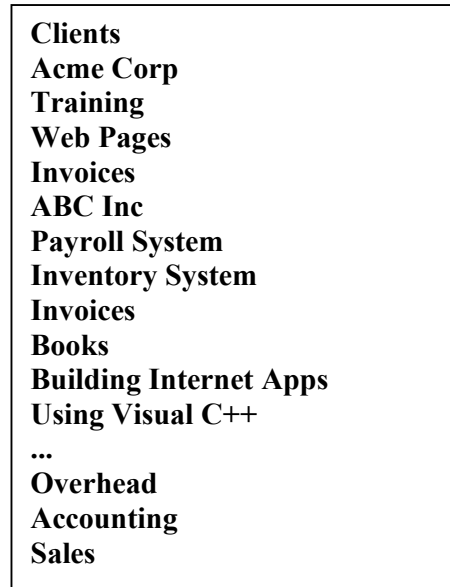 Clients
Acme Corp
Training
Web Pages
Invoices
ABC Inc
Payroll System
Inventory System
Invoices
Books
Building Internet Apps
Using Visual C++
...
Overhead
Accounting
Sales